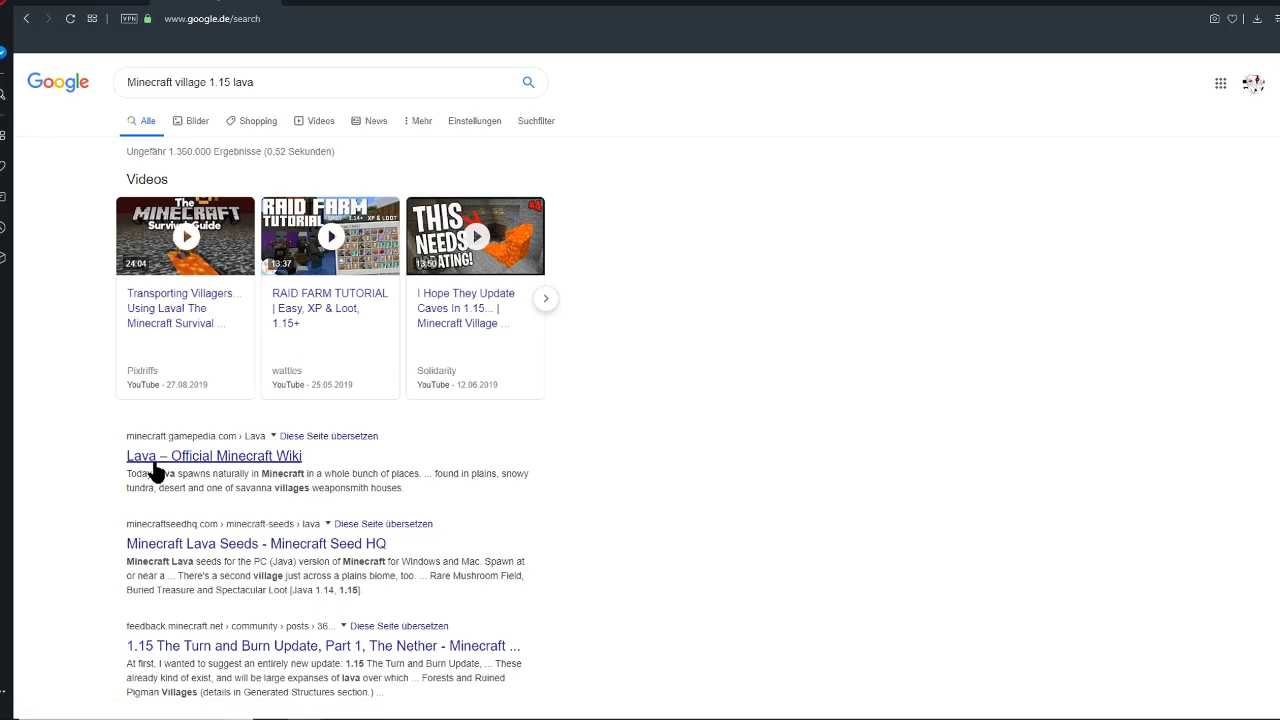 VPN
www.google.de/search
Google
Minecraft village 1.15 lava
Alle
Bilder
Shopping
Videos
News
Mehr
Einstellungen
Suchfilter
Ungefähr 1.360.000 Ergebnisse (0,52 Sekunden)
Videos
The
MINECRAFT
Survival Guide
24:04
RAID FARM
TUTORIAL
EASY 1.14+ XP & LOOT
13:37
THIS
NEEDS
ATING!
13:50
Transporting Villagers...
Using Lava! The
Minecraft Survival ...
Pixlriffs
YouTube - 27.08.2019
RAID FARM TUTORIAL
| Easy, XP & Loot,
1.15+
wattles
YouTube - 25.05.2019
I Hope They Update
Caves In 1.15... |
Minecraft Village ...
Solidarity
YouTube - 12.06.2019
minecraft.gamepedia.com › Lava ▼ Diese Seite übersetzen
Lava – Official Minecraft Wiki
spawns naturally in Minecraft in a whole bunch of places. ... found in plains, snowy
tundra, desert and one of savanna villages weaponsmith houses.
minecraftseedhq.com › minecraft-seeds › lava ▼ Diese Seite übersetzen
Minecraft Lava Seeds - Minecraft Seed HQ
Minecraft Lava seeds for the PC (Java) version of Minecraft for Windows and Mac. Spawn at
or near a ... There's a second village just across a plains biome, too. ... Rare Mushroom Field,
Buried Treasure and Spectacular Loot [Java 1.14, 1.15]
feedback.minecraft.net › community › posts › 36... ▼ Diese Seite übersetzen
1.15 The Turn and Burn Update, Part 1, The Nether - Minecraft ...
At first, I wanted to suggest an entirely new update: 1.15 The Turn and Burn Update, ... These
already kind of exist, and will be large expanses of lava over which ... Forests and Ruined
Pigman Villages (details in Generated Structures section.) ...